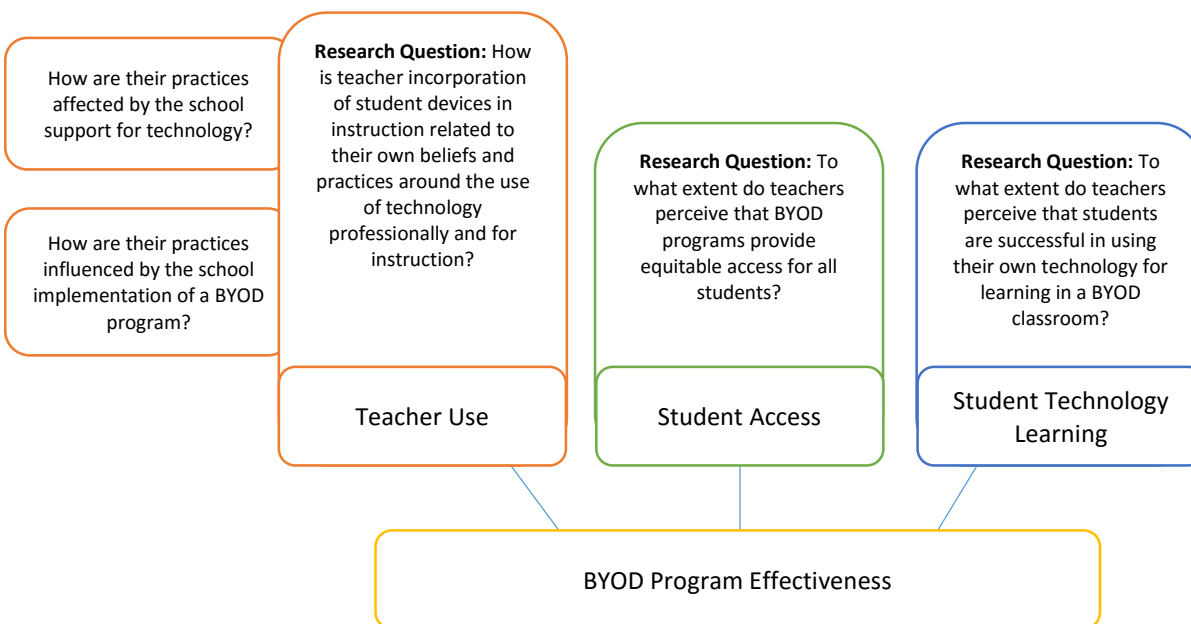 How are their practices
affected by the school
support for technology?
How are their practices
influenced by the school
implementation of a BYOD
program?
Research Question: How
is teacher incorporation
of student devices in
instruction related to
their own beliefs and
practices around the use
of technology
professionally and for
instruction?
Teacher Use
Research Question: To
what extent do teachers
perceive that BYOD
programs provide
equitable access for all
students?
Student Access
Research Question: To
what extent do teachers
perceive that students
are successful in using
their own technology for
learning in a BYOD
classroom?
Student Technology
Learning
BYOD Program Effectiveness